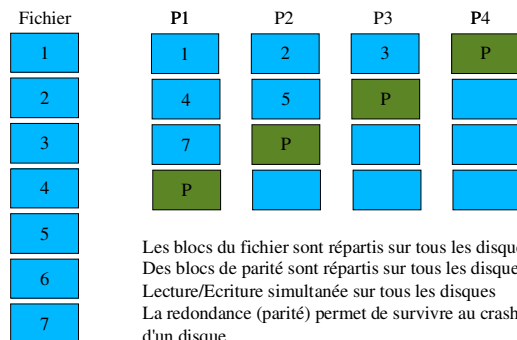 Fichier P1 P2 P3 P4
1 1 2 3 P
2 4 5 P
3 7 P
4 P
5
6
7
Les blocs du fichier sont répartis sur tous les disqu
Des blocs de parité sont répartis sur tous les disque
Lecture/Ecriture simultanée sur tous les disques
La redondance (parité) permet de survivre au crash
d'un disque